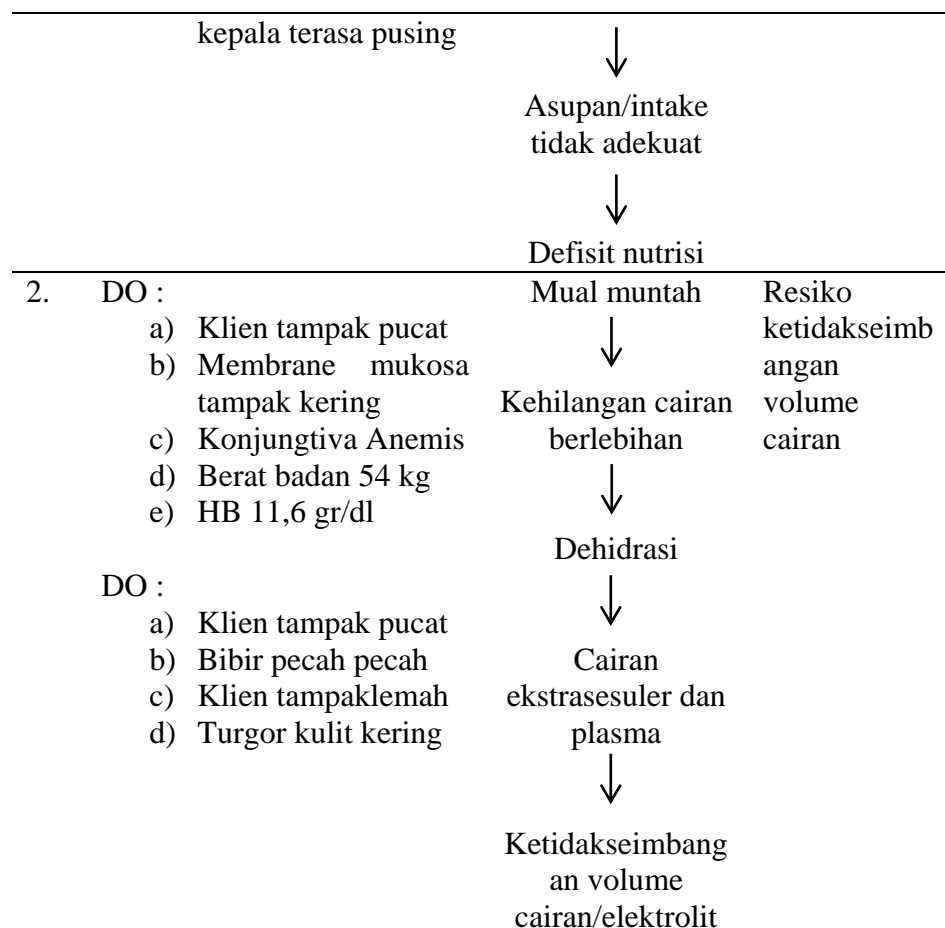 kepala terasa pusing
Asupan/intake
tidak adekuat
Defisit nutrisi
2.
DO :
a) Klien tampak pucat
b) Membrane mukosa
tampak kering
c) Konjungtiva Anemis
d) Berat badan 54 kg
e) HB 11,6 gr/dl
DO :
a) Klien tampak pucat
b) Bibir pecah pecah
c) Klien tampaklemah
d) Turgor kulit kering
Mual muntah
Kehilangan cairan
berlebihan
Dehidrasi
Cairan
ekstrasesuler dan
plasma
Ketidakseimbang
an volume
cairan/elektrolit
Resiko
ketidakseimb
angan
volume
cairan